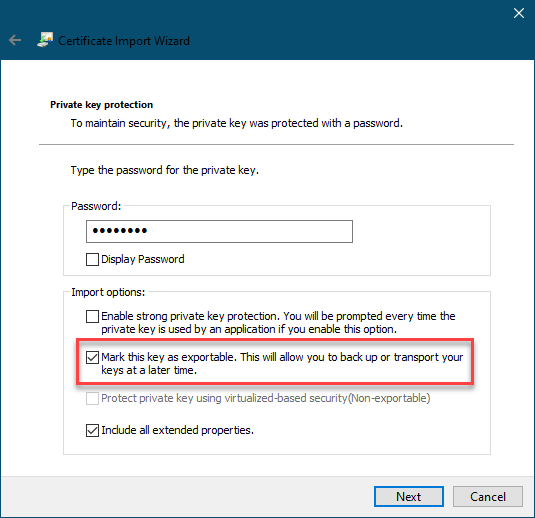 Certificate Import Wizard
Private key protection
To maintain security, the private key was protected with a password.
Type the password for the private key.
Password:
••••••••
Display Password
Import options:
Enable strong private key protection. You will be prompted every time the
private key is used by an application if you enable this option.
Mark this key as exportable. This will allow you to back up or transport your
keys at a later time.
Protect private key using virtualized-based security(Non-exportable)
Include all extended properties.
Next
Cancel